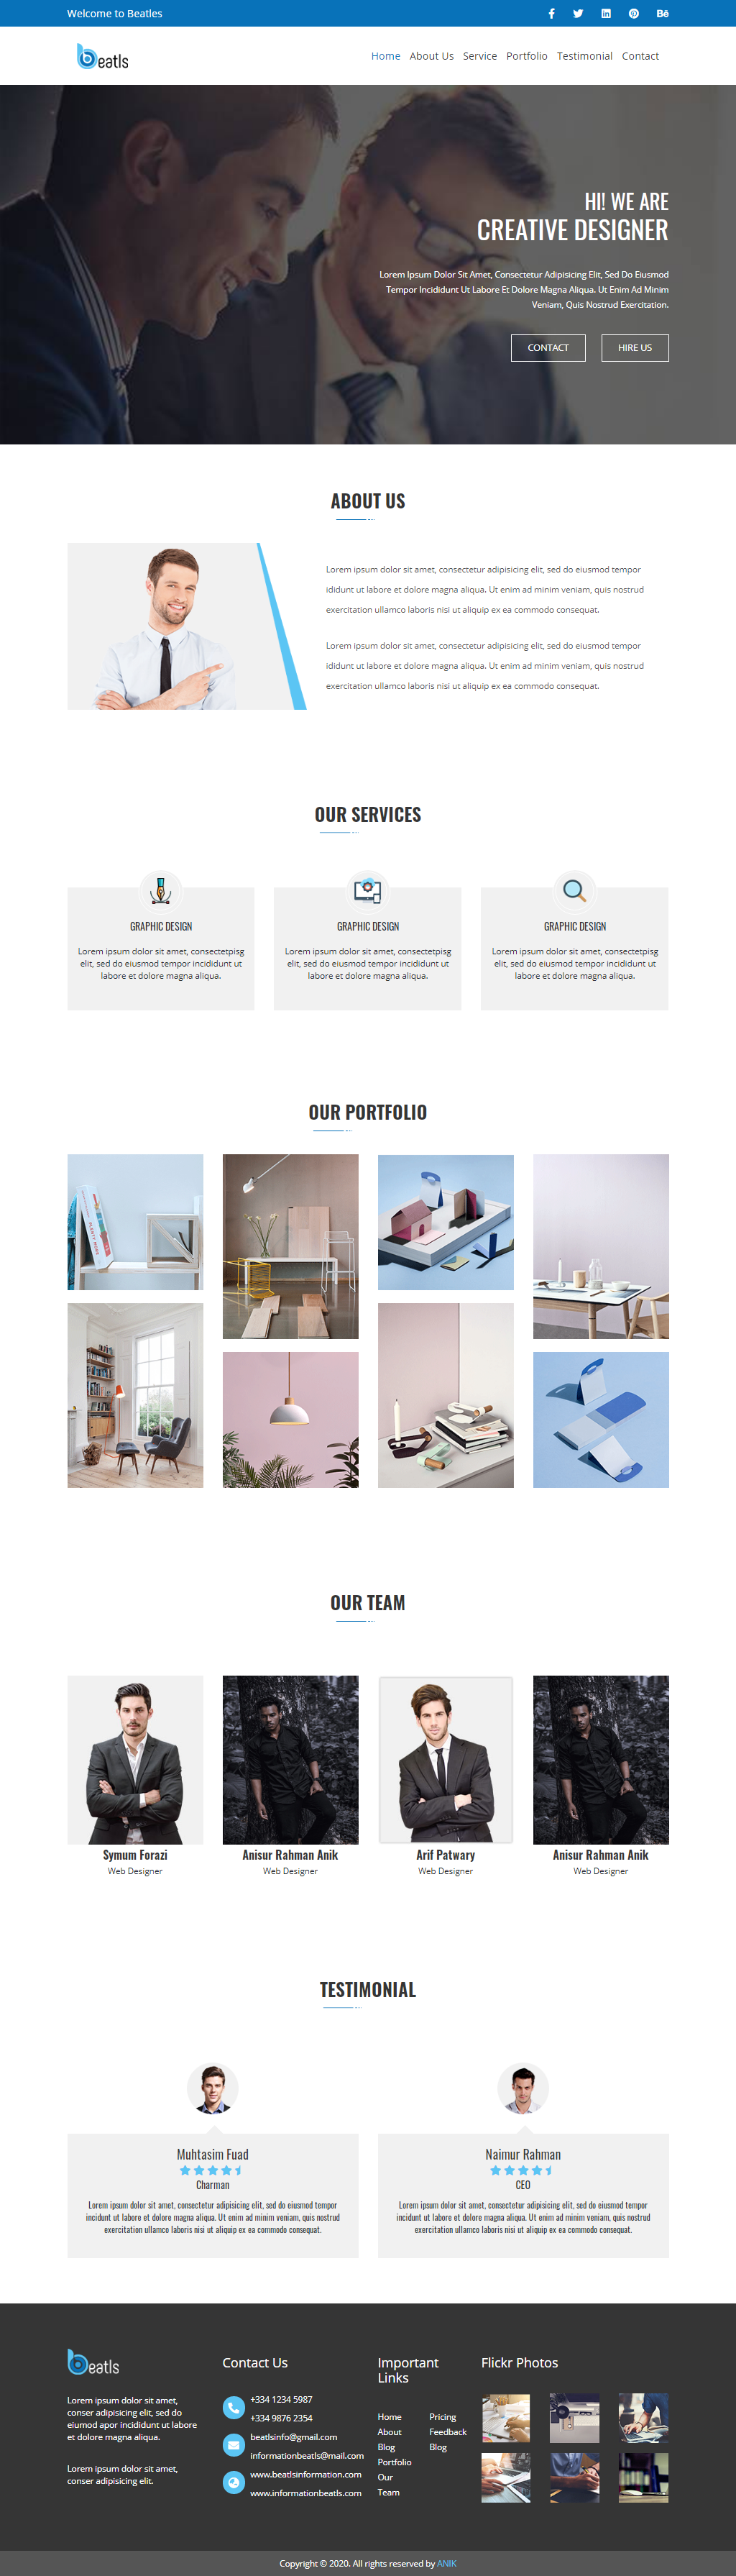 Welcome to Beatles
Bē
beatls
Home About Us Service Portfolio Testimonial Contact
HI! WE ARE
CREATIVE DESIGNER
Lorem Ipsum Dolor Sit Amet, Consectetur Adipisicing Elit, Sed Do Eiusmod
Tempor Incididunt Ut Labore Et Dolore Magna Aliqua. Ut Enim Ad Minim
Veniam, Quis Nostrud Exercitation.
CONTACT
HIRE US
ABOUT US
Lorem ipsum dolor sit amet, consectetur adipisicing elit, sed do eiusmod tempor
ididunt ut labore et dolore magna aliqua. Ut enim ad minim veniam, quis nostrud
exercitation ullamco laboris nisi ut aliquip ex ea commodo consequat.
Lorem ipsum dolor sit amet, consectetur adipisicing elit, sed do eiusmod tempor
ididunt ut labore et dolore magna aliqua. Ut enim ad minim veniam, quis nostrud
exercitation ullamco laboris nisi ut aliquip ex ea commodo consequat.
OUR SERVICES
GRAPHIC DESIGN
Lorem ipsum dolor sit amet, consectetpisg
elit, sed do eiusmod tempor incididunt ut
labore et dolore magna aliqua.
GRAPHIC DESIGN
Lorem ipsum dolor sit amet, consectetpisg
elit, sed do eiusmod tempor incididunt ut
labore et dolore magna aliqua.
GRAPHIC DESIGN
Lorem ipsum dolor sit amet, consectetpisg
elit, sed do eiusmod tempor incididunt ut
labore et dolore magna aliqua.
OUR PORTFOLIO
OUR TEAM
Symum Forazi
Web Designer
Anisur Rahman Anik
Web Designer
Arif Patwary
Web Designer
Anisur Rahman Anik
Web Designer
TESTIMONIAL
Muhtasim Fuad
Charman
Lorem ipsum dolor sit amet, consectetur adipisicing elit, sed do eiusmod tempor
incidunt ut labore et dolore magna aliqua. Ut enim ad minim veniam, quis nostrud
exercitation ullamco laboris nisi ut aliquip ex ea commodo consequat.
Naimur Rahman
CEO
Lorem ipsum dolor sit amet, consectetur adipisicing elit, sed do eiusmod tempor
incidunt ut labore et dolore magna aliqua. Ut enim ad minim veniam, quis nostrud
exercitation ullamco laboris nisi ut aliquip ex ea commodo consequat.
beatls
Lorem ipsum dolor sit amet,
conser adipisicing elit, sed do
eiumod apor incididunt ut labore
et dolore magna aliqua.
Lorem ipsum dolor sit amet,
conser adipisicing elit.
Contact Us
+334 1234 5987
+334 9876 2354
beatlsinfo@gmail.com
informationbeatls@mail.com
www.beatlsinformation.com
www.informationbeatls.com
Important
Links
Home
About
Blog
Portfolio
Our
Team
Pricing
Feedback
Blog
Flickr Photos
Copyright © 2020. All rights reserved by ANIK